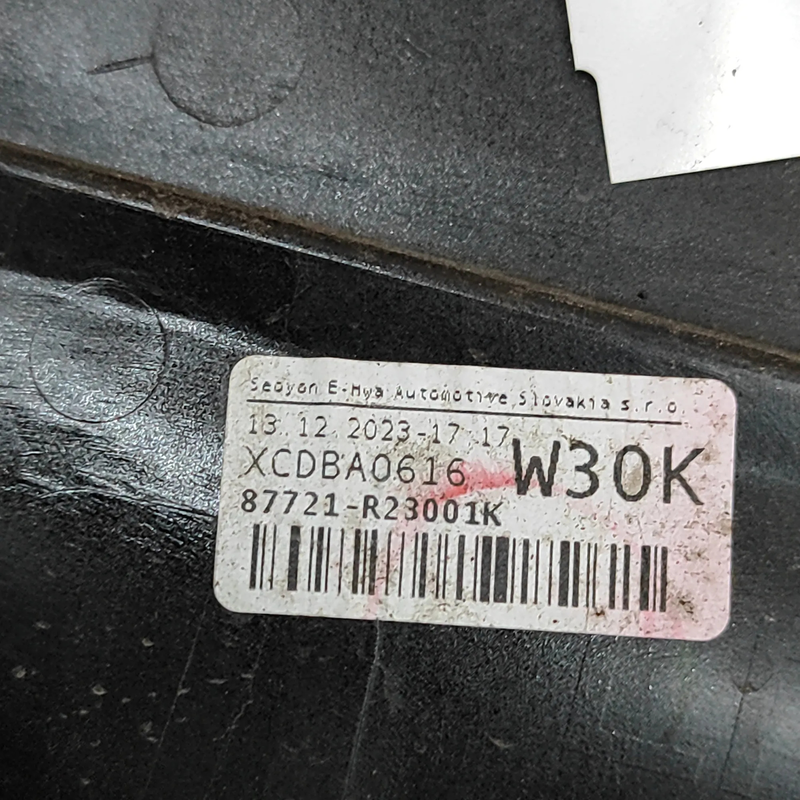 Seoyon E-Hwa Automotive Slovakia s.r.o.
13.12.2023-17:17
XCDBA0616 W30K
87721-R23001K